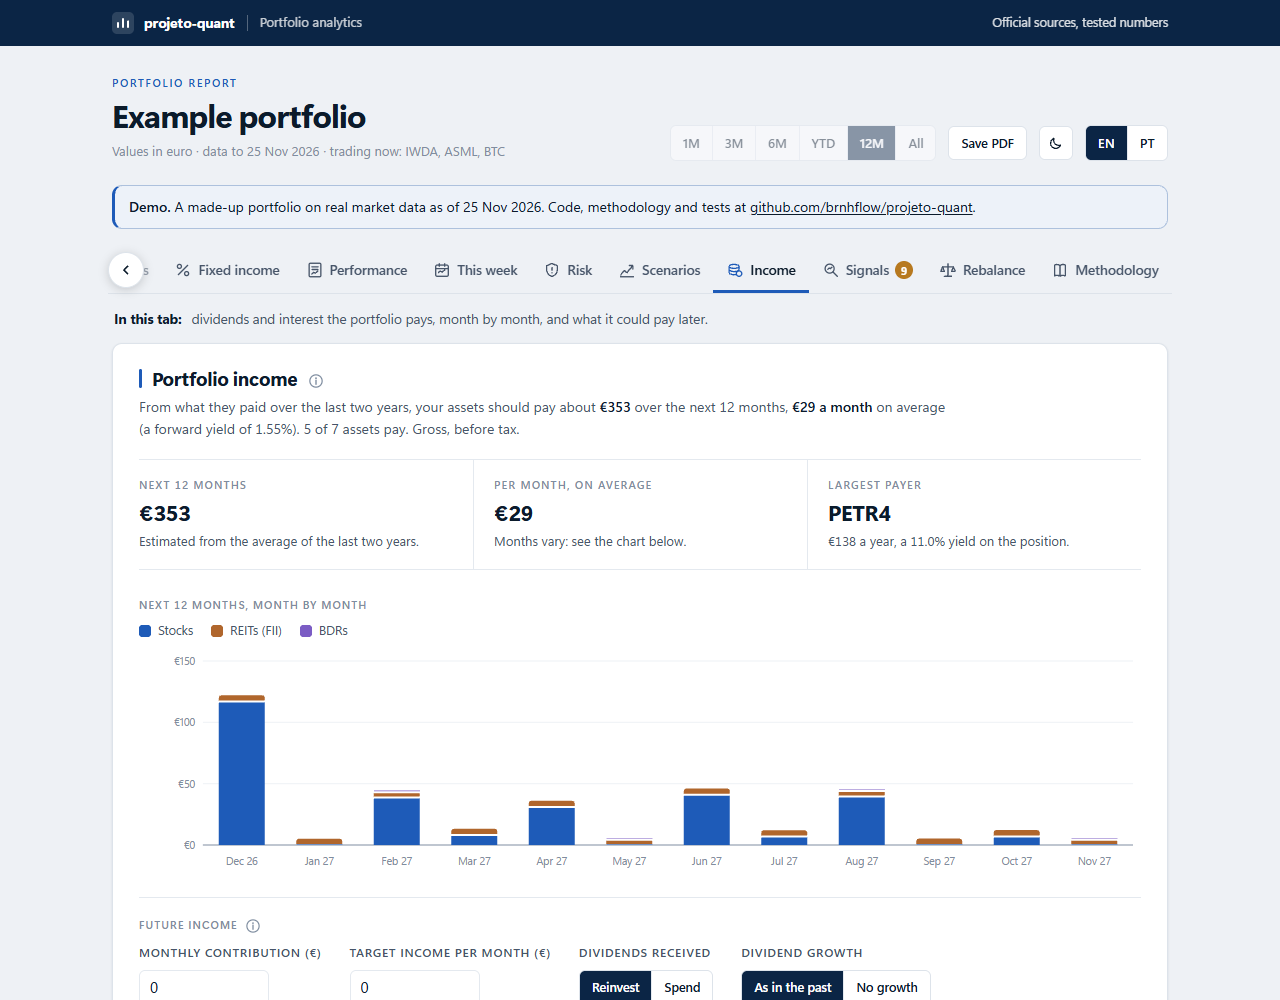 projeto-quant
Portfolio analytics
Official sources, tested numbers
PORTFOLIO REPORT
Example portfolio
Values in euro · data to 25 Nov 2026 · trading now: IWDA, ASML, BTC
1M 3M 6M YTD 12M All
Save PDF
EN PT
Demo. A made-up portfolio on real market data as of 25 Nov 2026. Code, methodology and tests at github.com/brnhflow/projeto-quant.
Fixed income Performance This week Risk Scenarios Income Signals 9 Rebalance Methodology
In this tab: dividends and interest the portfolio pays, month by month, and what it could pay later.
Portfolio income
From what they paid over the last two years, your assets should pay about €353 over the next 12 months, €29 a month on average
(a forward yield of 1.55%). 5 of 7 assets pay. Gross, before tax.
NEXT 12 MONTHS
€353
Estimated from the average of the last two years.
PER MONTH, ON AVERAGE
€29
Months vary: see the chart below.
LARGEST PAYER
PETR4
€138 a year, a 11.0% yield on the position.
NEXT 12 MONTHS, MONTH BY MONTH
Stocks REITs (FII) BDRs
€150
€100
€50
€0
Dec 26 Jan 27 Feb 27 Mar 27 Apr 27 May 27 Jun 27 Jul 27 Aug 27 Sep 27 Oct 27 Nov 27
FUTURE INCOME
MONTHLY CONTRIBUTION (€)
0
TARGET INCOME PER MONTH (€)
0
DIVIDENDS RECEIVED
Reinvest Spend
DIVIDEND GROWTH
As in the past No growth